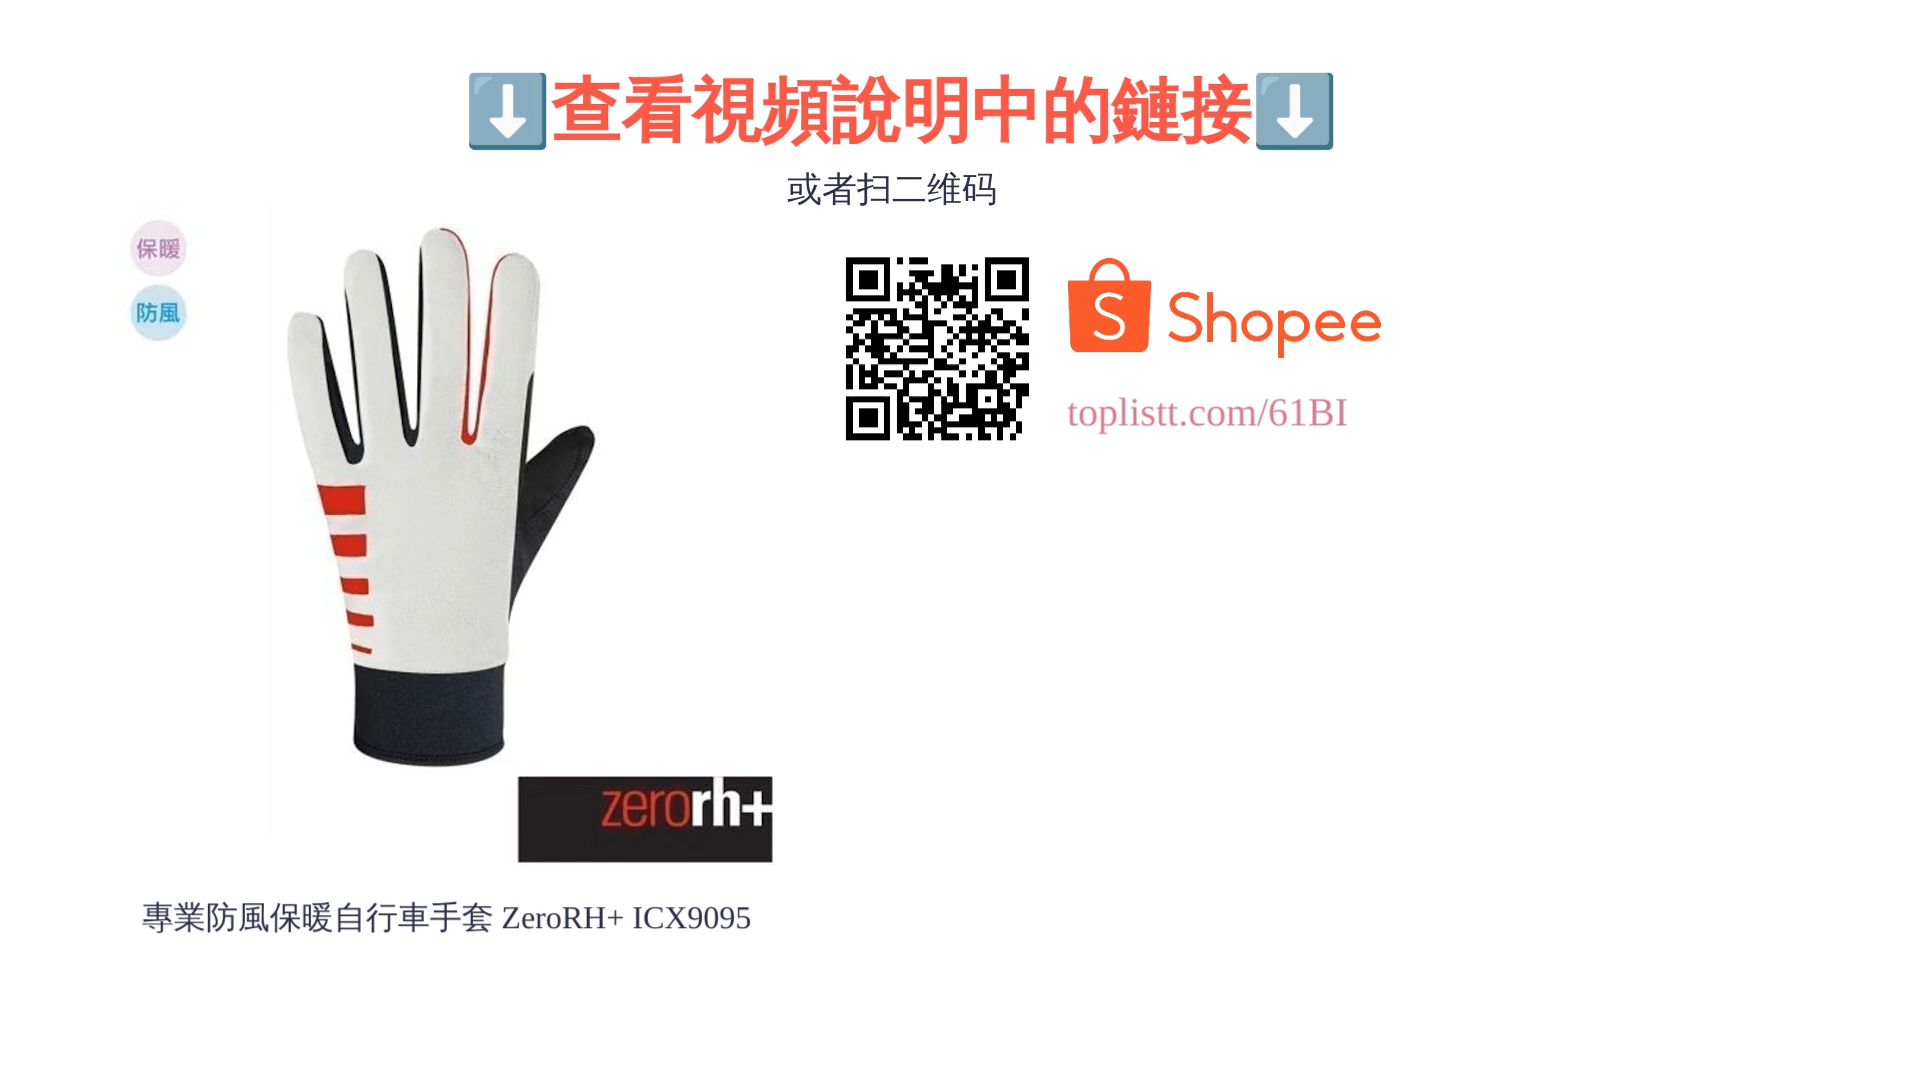 ⬇️查看視頻說明中的鏈接⬇️
或者扫二维码
保暖
防風
Shopee
toplistt.com/61BI
zerorh+
專業防風保暖自行車手套 ZeroRH+ ICX9095